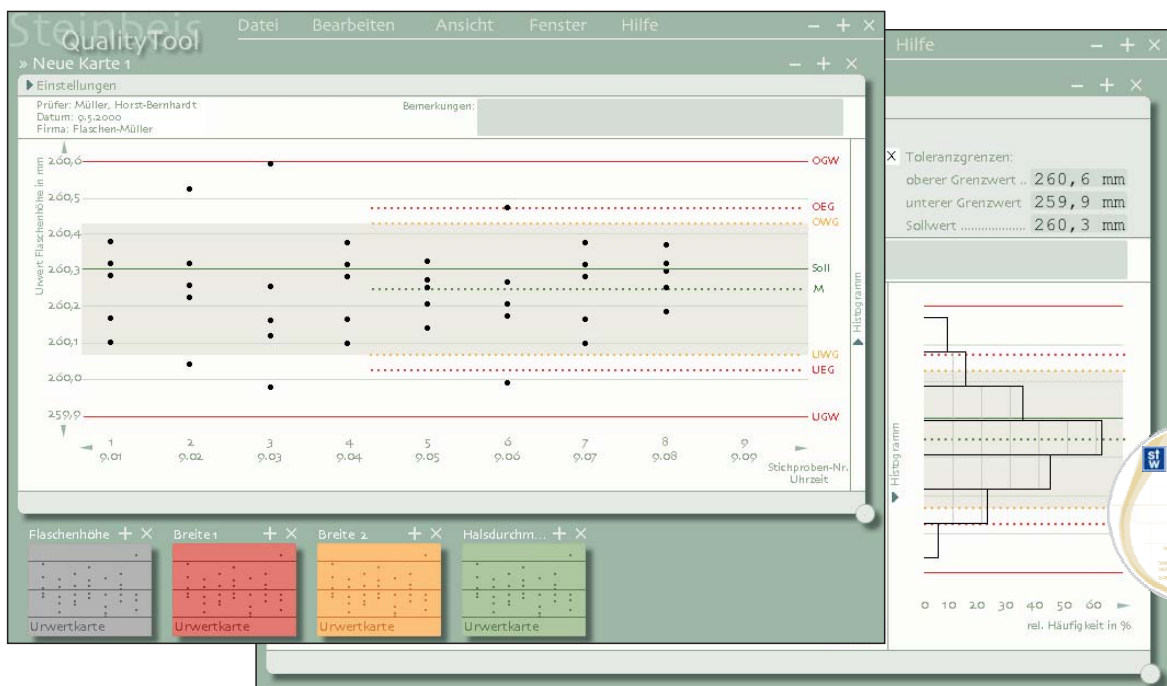 Steinbeis
QualityTool
Datei Bearbeiten Ansicht Fenster Hilfe
» Neue Karte 1
Einstellungen
Prüfer: Müller, Horst-Bernhardt
Datum: 9.5.2000
Firma: Flaschen-Müller
Bemerkungen:
Urwert Flaschenhöhe in mm
260,6
260,5
260,4
260,3
260,2
260,1
260,0
259,9
OGW
OEG
OWG
Soll
M
UWG
UEG
UGW
Histogramm
1 2 3 4 5 6 7 8 9
9.01 9.02 9.03 9.04 9.05 9.06 9.07 9.08 9.09
Stichproben-Nr.
Uhrzeit
Flaschenhöhe
Urwertkarte
Breite 1
Urwertkarte
Breite 2
Urwertkarte
Halsdurchm...
Urwertkarte
Hilfe
Toleranzgrenzen:
oberer Grenzwert .. 260,6 mm
unterer Grenzwert 259,9 mm
Sollwert ................... 260,3 mm
Histogramm
0 10 20 30 40 50 60
rel. Häufigkeit in %
stw